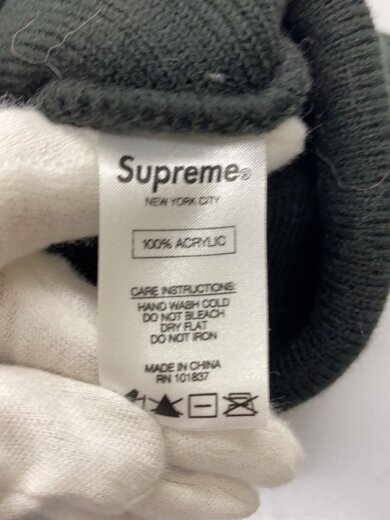 Supreme®
NEW YORK CITY
100% ACRYLIC
CARE INSTRUCTIONS:
HAND WASH COLD
DO NOT BLEACH
DRY FLAT
DO NOT IRON
MADE IN CHINA
RN 101837